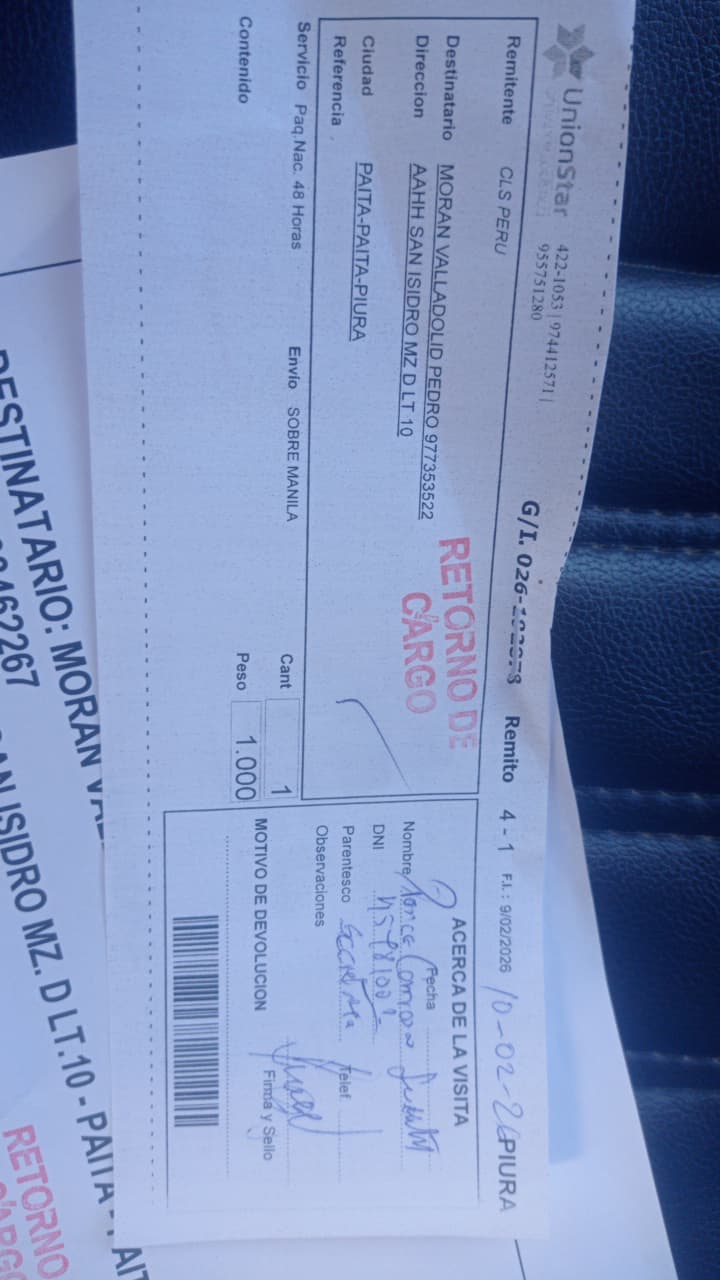 UnionStar 422-1053 | 974412571 |
955751280
G/I. 026- Remito 4 - 1 F.I. : 9/02/2026 10-02-26 PIURA
Remitente CLS PERU
Destinatario MORAN VALLADOLID PEDRO 977353522
Direccion AAHH SAN ISIDRO MZ D LT 10
Ciudad PAITA-PAITA-PIURA
Referencia
RETORNO DE
CARGO
Servicio Paq.Nac. 48 Horas Envío SOBRE MANILA Cant 1
Contenido Peso 1.000
ACERCA DE LA VISITA
Fecha
Nombre Ponce
DNI
Parentesco Secretaria Telef
Observaciones
Firma y Sello
MOTIVO DE DEVOLUCION
DESTINATARIO: MORAN
462267
SAN ISIDRO MZ. D LT.10 - PAITA -
RETORNO